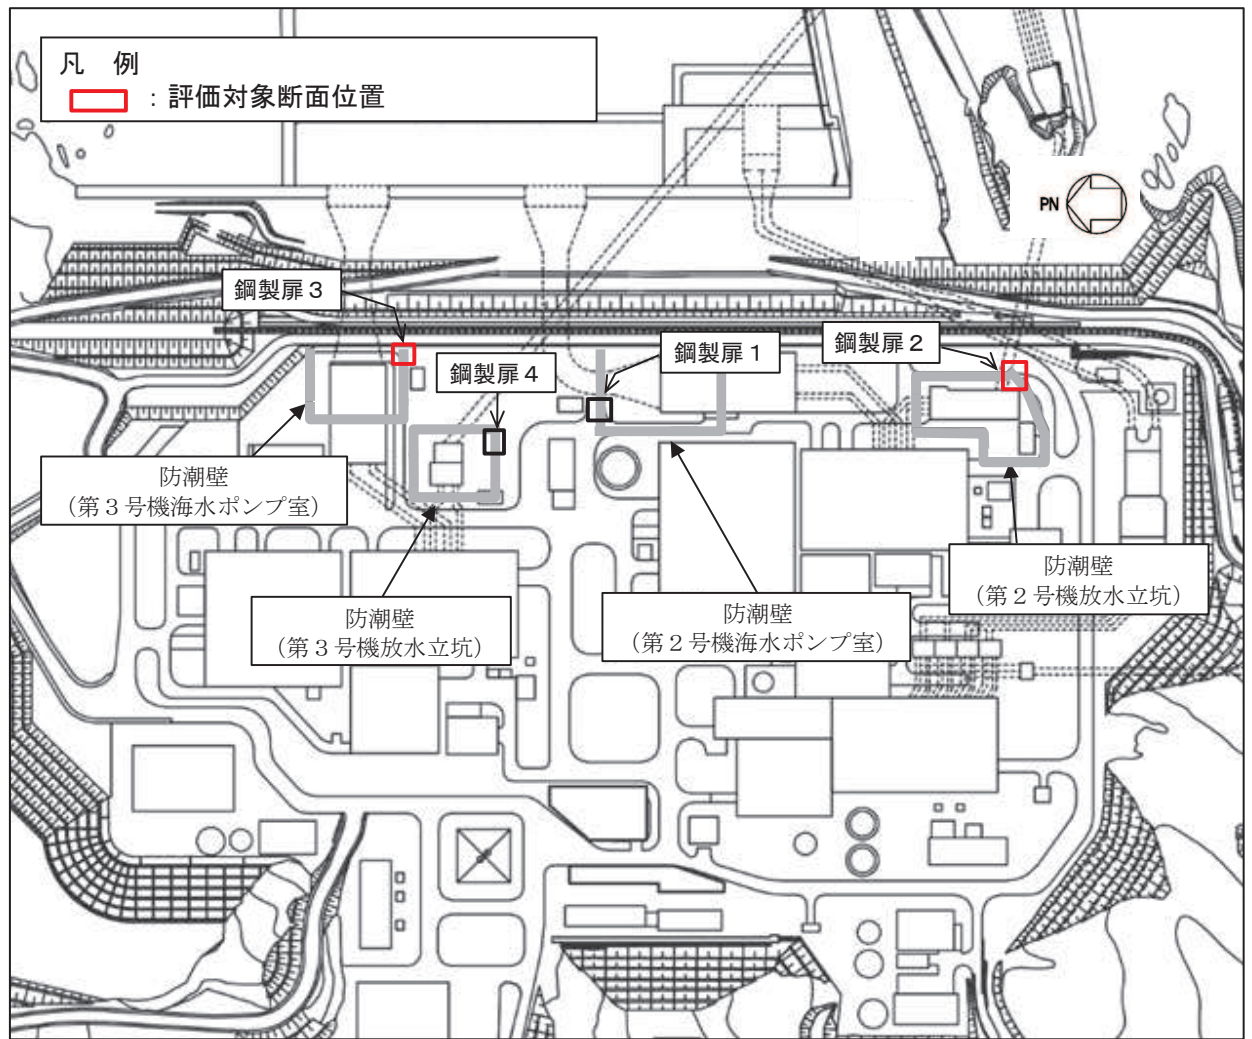 凡 例
：評価対象断面位置
PN
鋼製扉３
鋼製扉４
鋼製扉１
鋼製扉２
防潮壁
（第３号機海水ポンプ室）
防潮壁
（第３号機放水立坑）
防潮壁
（第２号機海水ポンプ室）
防潮壁
（第２号機放水立坑）